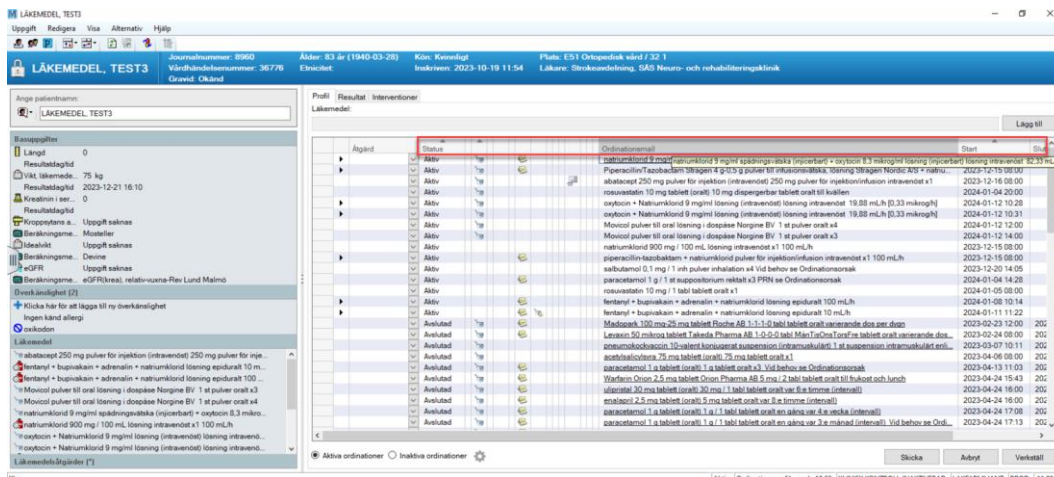 LÄKEMEDEL, TEST3
Uppgift Redigera Visa Alternativ Hjälp
LÄKEMEDEL, TEST3
Journalnummer: 8960
Vårdhändelsenummer: 36776
Gravid: Okänd
Ålder: 83 år (1940-03-28)
Etnicitet:
Kön: Kvinnligt
Inskriven: 2023-10-19 11:54
Plats: E51 Ortopedisk vård / 32 1
Läkare: Strokeavdelning, SÄS Neuro- och rehabiliteringsklinik
Ange patientnamn:
LÄKEMEDEL, TEST3
Basuppgifter
Längd 0
Resultatdag/tid
Vikt, läkemede... 75 kg
Resultatdag/tid 2023-12-21 16:10
Kreatinin i ser... 0
Resultatdag/tid
Kroppsytans a... Uppgift saknas
Beräkningsme... Mosteller
Idealvikt Uppgift saknas
Beräkningsme... Devine
eGFR Uppgift saknas
Beräkningsme... eGFR(krea), relativ-vuxna-Rev Lund Malmö
Överkänslighet (2)
Klicka här för att lägga till ny överkänslighet
Ingen känd allergi
oxikodon
Läkemedel
abatacept 250 mg pulver för injektion (intravenöst) 250 mg pulver för inje...
fentanyl + bupivakain + adrenalin + natriumklorid lösning epiduralt 10 m...
fentanyl + bupivakain + adrenalin + natriumklorid lösning epiduralt 100 ...
Movicol pulver till oral lösning i dospåse Norgine BV 1 st pulver oralt x3
Movicol pulver till oral lösning i dospåse Norgine BV 1 st pulver oralt x4
natriumklorid 9 mg/ml spädningsvätska (injicerbart) + oxytocin 8,3 mikro...
natriumklorid 900 mg / 100 mL lösning intravenöst x1 100 mL/h
oxytocin + Natriumklorid 9 mg/ml lösning (intravenöst) lösning intravenö...
oxytocin + Natriumklorid 9 mg/ml lösning (intravenöst) lösning intravenö...
Läkemedelsåtgärder (*)
Profil Resultat Interventioner
Läkemedel:
Lägg till
Åtgärd Status Ordinationsmall Start Slut
Aktiv natriumklorid 9 mg/ml
natriumklorid 9 mg/ml spädningsvätska (injicerbart) + oxytocin 8,3 mikrog/ml lösning (injicerbart) lösning intravenöst 82,33 mL
Aktiv Piperacillin/Tazobactam Stragen 4 g-0,5 g pulver till infusionsvätska, lösning Stragen Nordic A/S + natriu... 2023-12-15 08:00
Aktiv abatacept 250 mg pulver för injektion (intravenöst) 250 mg pulver för injektion/infusion intravenöst x1 2023-12-16 08:00
Aktiv rosuvastatin 10 mg tablett (oralt) 10 mg dispergerbar tablett oralt till kvällen 2024-01-04 20:00
Aktiv oxytocin + Natriumklorid 9 mg/ml lösning (intravenöst) lösning intravenöst 19,88 mL/h [0,33 mikrog/h] 2024-01-12 10:28
Aktiv oxytocin + Natriumklorid 9 mg/ml lösning (intravenöst) lösning intravenöst 19,88 mL/h [0,33 mikrog/h] 2024-01-12 10:31
Aktiv Movicol pulver till oral lösning i dospåse Norgine BV 1 st pulver oralt x4 2024-01-12 12:00
Aktiv Movicol pulver till oral lösning i dospåse Norgine BV 1 st pulver oralt x3 2024-01-12 14:00
Aktiv natriumklorid 900 mg / 100 mL lösning intravenöst x1 100 mL/h 2023-12-15 08:00
Aktiv piperacillin-tazobaktam + natriumklorid pulver för injektion/infusion intravenöst x1 100 mL/h 2023-12-15 08:00
Aktiv salbutamol 0,1 mg / 1 inh pulver inhalation x4 Vid behov se Ordinationsorsak 2023-12-20 14:05
Aktiv paracetamol 1 g / 1 st suppositorium rektalt x3 PRN se Ordinationsorsak 2024-01-04 14:28
Aktiv rosuvastatin 10 mg / 1 tabl tablett oralt x1 2024-01-05 08:00
Aktiv fentanyl + bupivakain + adrenalin + natriumklorid lösning epiduralt 100 mL/h 2024-01-08 10:14
Aktiv fentanyl + bupivakain + adrenalin + natriumklorid lösning epiduralt 10 mL/h 2024-01-11 11:22
Avslutad Madopark 100 mg-25 mg tablett Roche AB 1-1-1-0 tabl tablett oralt varierande dos per dygn 2023-02-23 12:00 202
Avslutad Levaxin 50 mikrog tablett Takeda Pharma AB 1-0-0-0 tabl MånTisOnsTorsFre tablett oralt varierande dos... 2023-02-24 08:00 202
Avslutad pneumokockvaccin 10-valent konjugerat suspension (intramuskulärt) 1 st suspension intramuskulärt enli... 2023-03-07 10:11 202
Avslutad acetylsalicylsyra 75 mg tablett (oralt) 75 mg tablett oralt x1 2023-04-06 08:00 202
Avslutad paracetamol 1 g tablett (oralt) 1 g tablett oralt x3 Vid behov se Ordinationsorsak 2023-04-13 11:03 202
Avslutad Warfarin Orion 2,5 mg tablett Orion Pharma AB 5 mg / 2 tabl tablett oralt till frukost och lunch 2023-04-24 15:43 202
Avslutad ulipristal 30 mg tablett (oralt) 30 mg / 1 tabl tablett oralt var 6:e timme (intervall) 2023-04-24 16:00 202
Avslutad enalapril 2,5 mg tablett (oralt) 5 mg tablett oralt var 8:e timme (intervall) 2023-04-24 16:00 202
Avslutad paracetamol 1 g tablett (oralt) 1 g / 1 tabl tablett oralt en gång var 4:e vecka (intervall) 2023-04-24 17:08 202
Avslutad paracetamol 1 g tablett (oralt) 1 g / 1 tabl tablett oralt en gång var 3:e månad (intervall) Vid behov se Ordi... 2023-04-24 17:13 202
Aktiva ordinationer Inaktiva ordinationer
Skicka Avbryt Verkställ